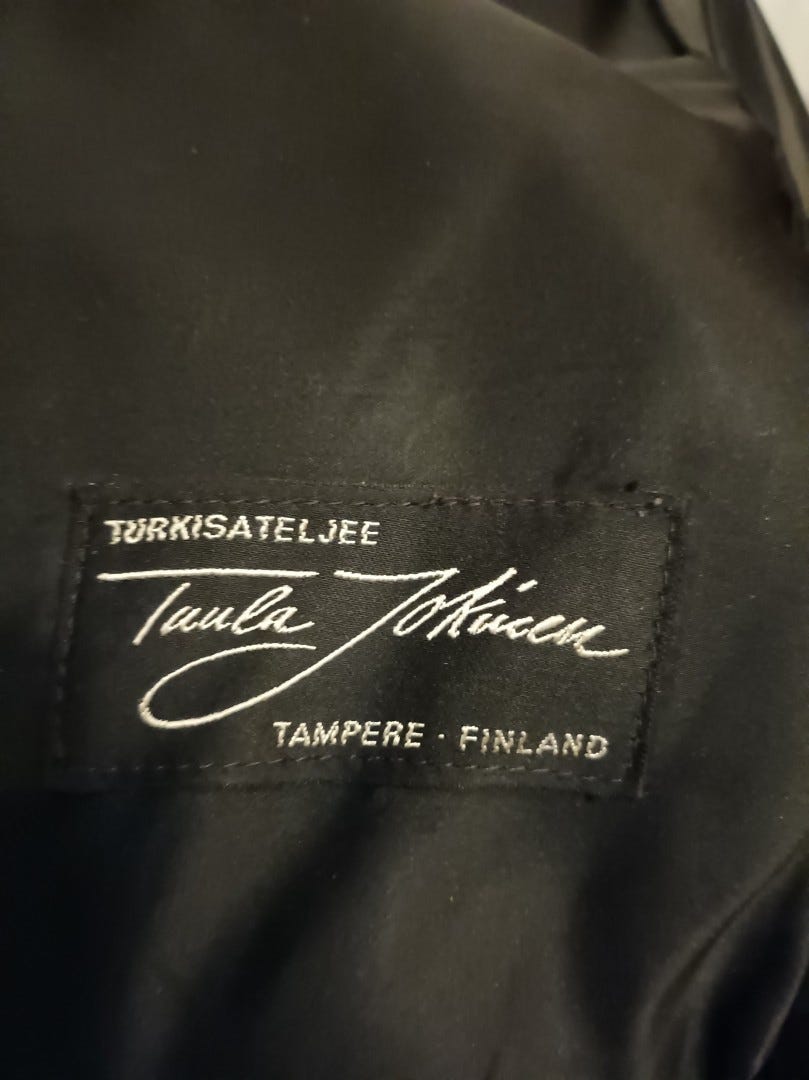 TURKISATELJEE
Tuula Jokinen
TAMPERE · FINLAND